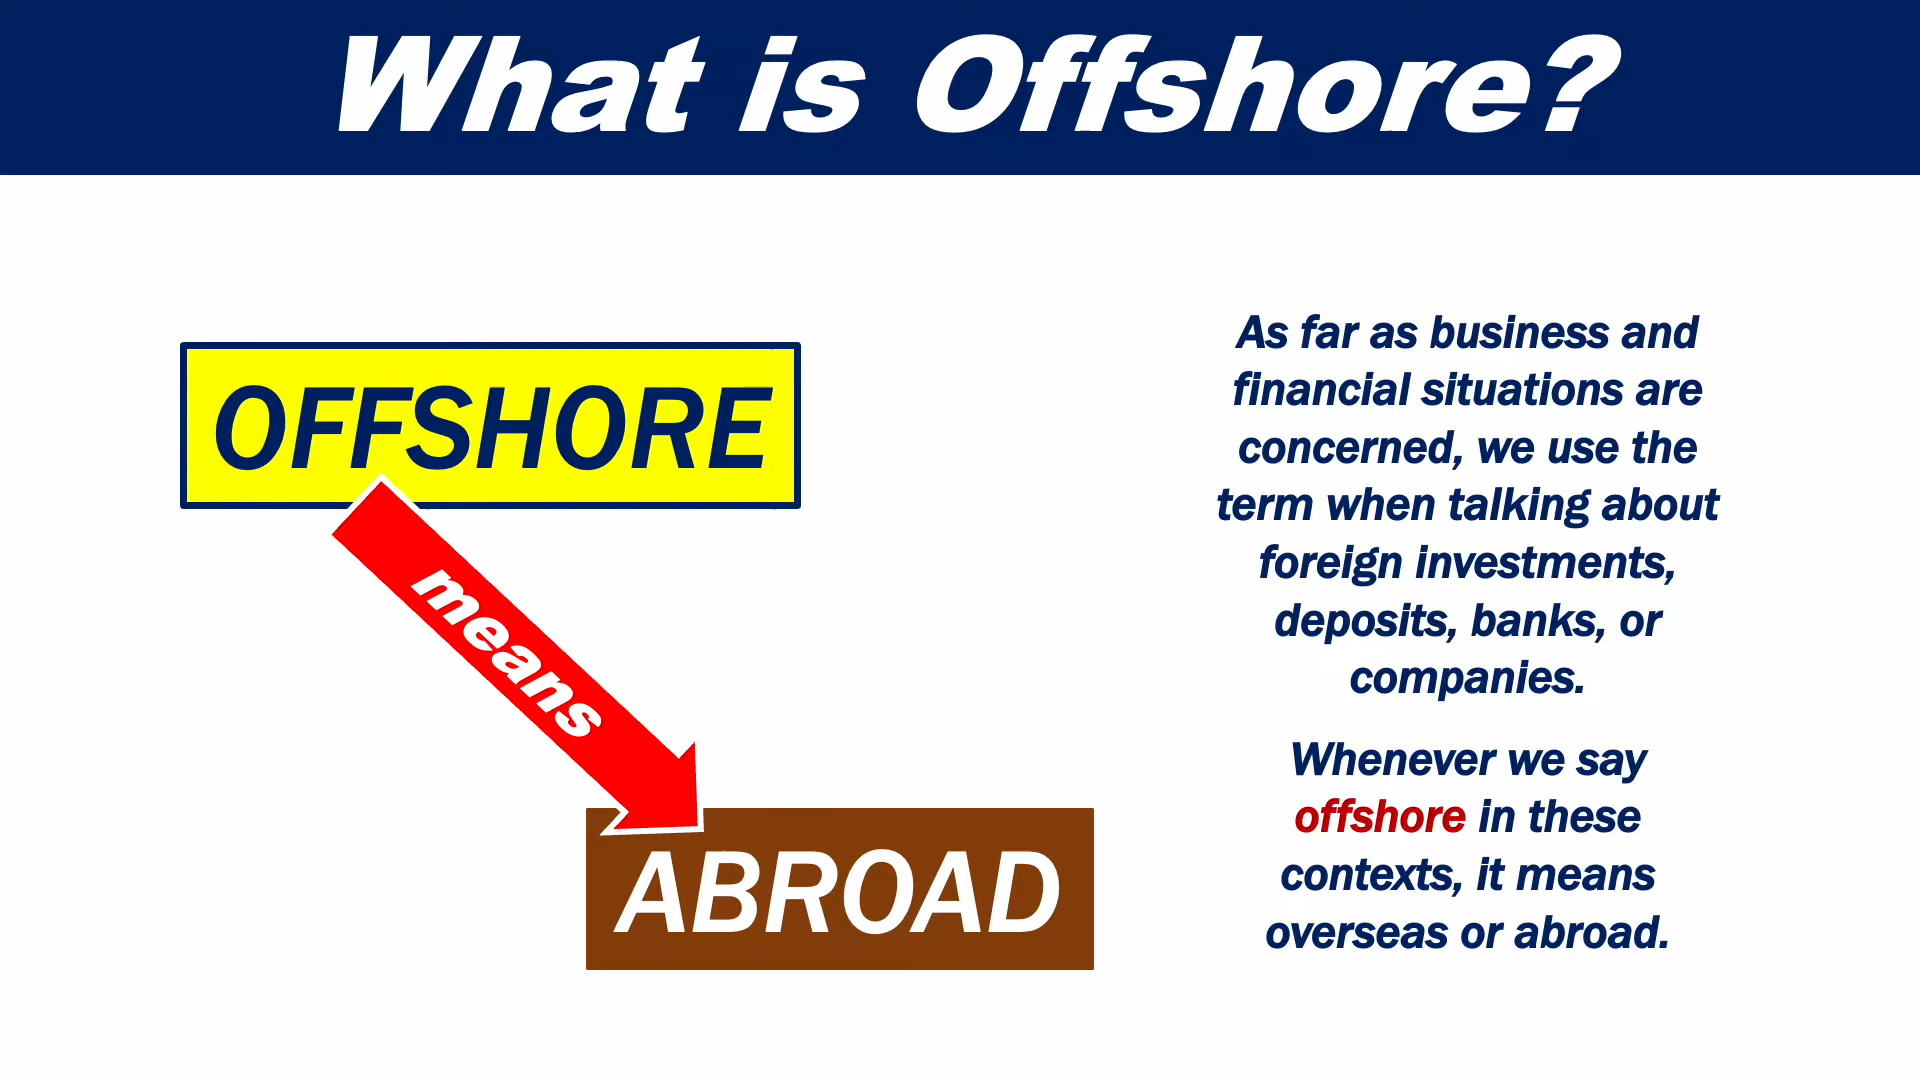 What is Offshore?
OFFSHORE
means
ABROAD
As far as business and
financial situations are
concerned, we use the
term when talking about
foreign investments,
deposits, banks, or
companies.
Whenever we say
offshore in these
contexts, it means
overseas or abroad.